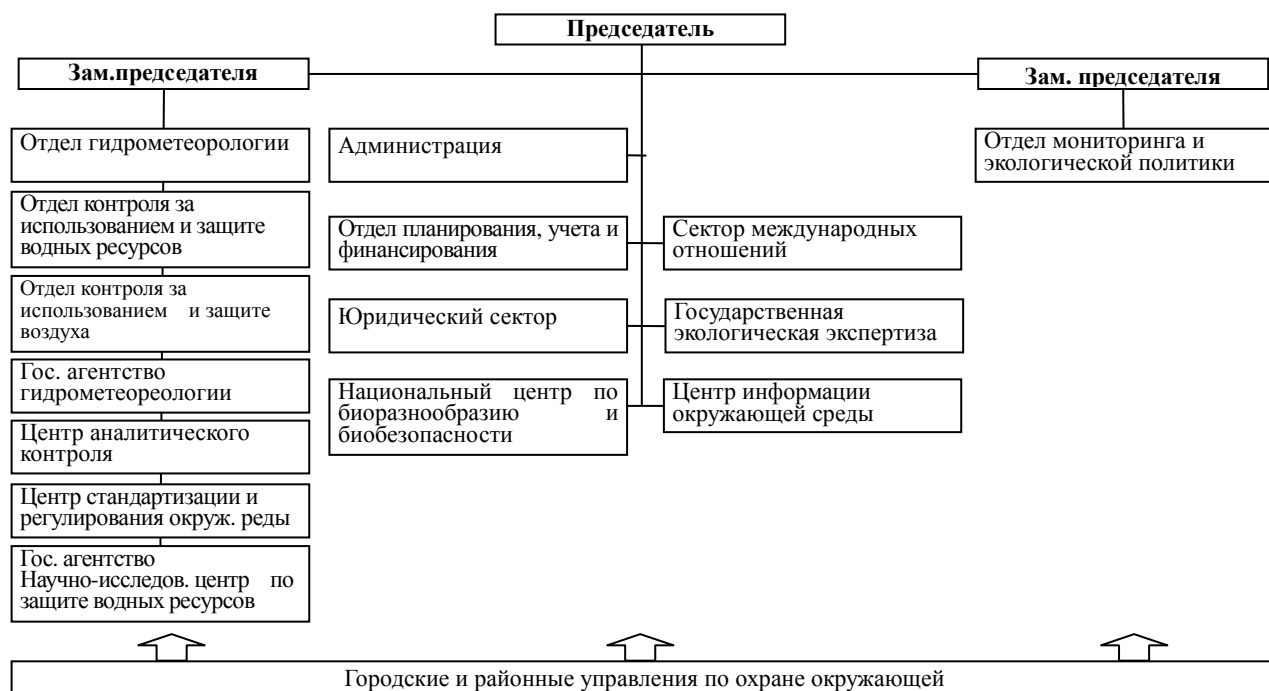 Председатель
Зам.председателя
Зам. председателя
Отдел гидрометеорологии
Отдел контроля за
использованием и защите
водных ресурсов
Отдел контроля за
использованием и защите
воздуха
Гос. агентство
гидрометеореологии
Центр аналитического
контроля
Центр стандартизации и
регулирования окруж. реды
Гос. агентство
Научно-исследов. центр по
защите водных ресурсов
Администрация
Отдел планирования, учета и
финансирования
Юридический сектор
Национальный центр по
биоразнообразию и
биобезопасности
Сектор международных
отношений
Государственная
экологическая экспертиза
Центр информации
окружающей среды
Отдел мониторинга и
экологической политики
Городские и районные управления по охране окружающей